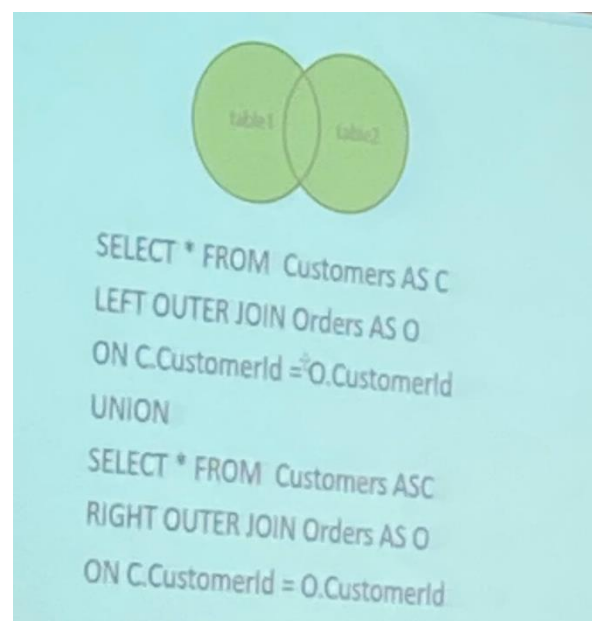 table1
table2
SELECT * FROM Customers AS C
LEFT OUTER JOIN Orders AS O
ON C.CustomerId = O.CustomerId
UNION
SELECT * FROM Customers ASC
RIGHT OUTER JOIN Orders AS O
ON C.CustomerId = O.CustomerId